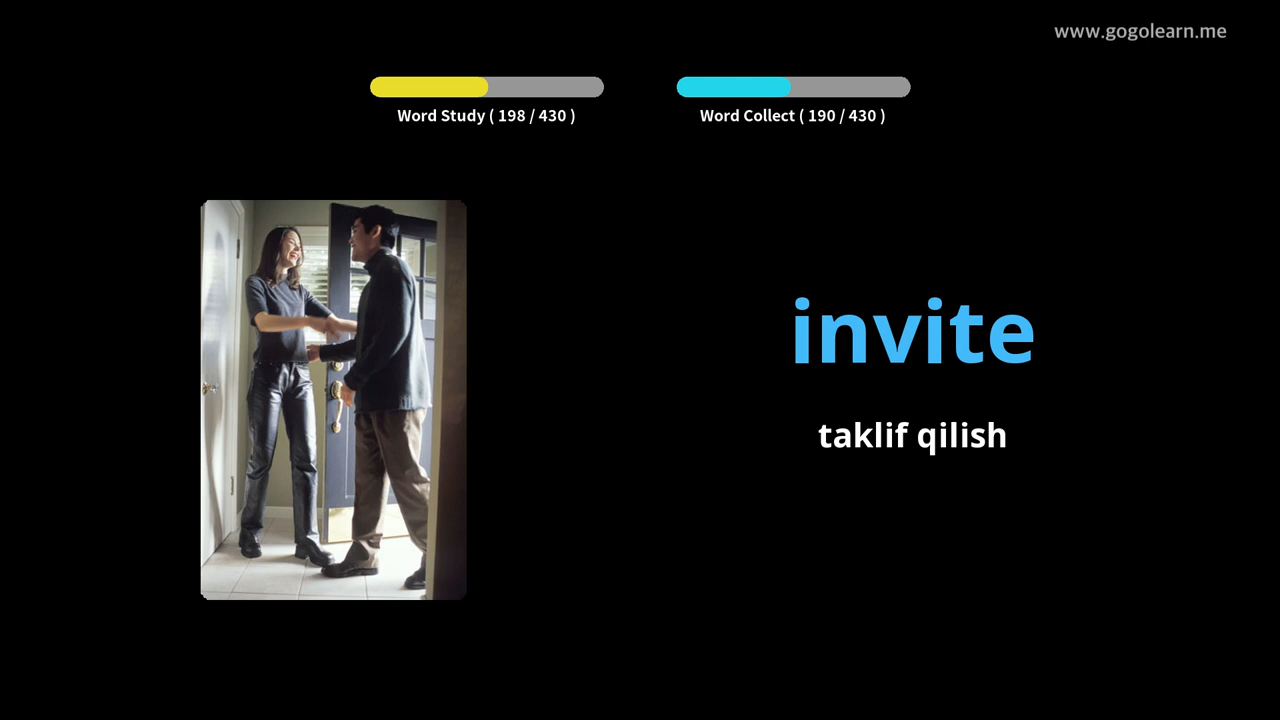 www.gogolearn.me
Word Study ( 198 / 430 )
Word Collect ( 190 / 430 )
invite
taklif qilish